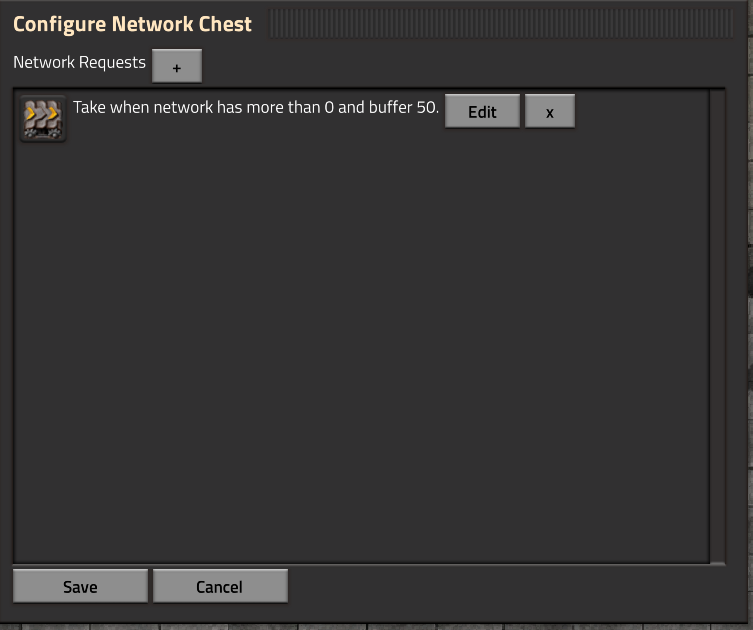 Configure Network Chest
Network Requests +
Take when network has more than 0 and buffer 50. Edit x
Save Cancel